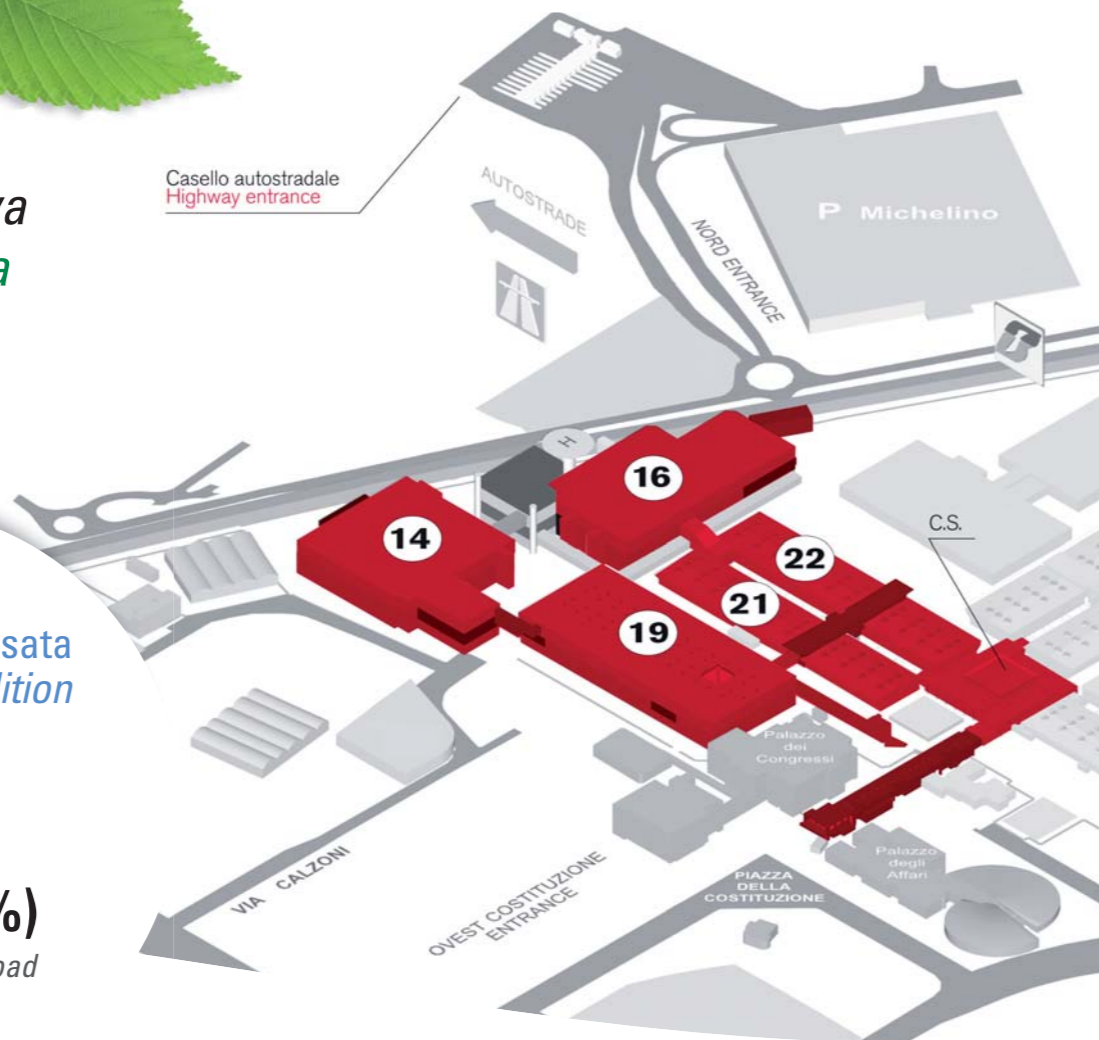 Casello autostradale
Highway entrance
AUTOSTRADE
NORD ENTRANCE
P Michelino
H
16
14
22
21
19
C.S.
sata
dition
Palazzo
dei
Congressi
Palazzo
degli
Affari
PIAZZA
DELLA
COSTITUZIONE
VIA CALZONI
OVEST COSTITUZIONE
ENTRANCE
%)
oad